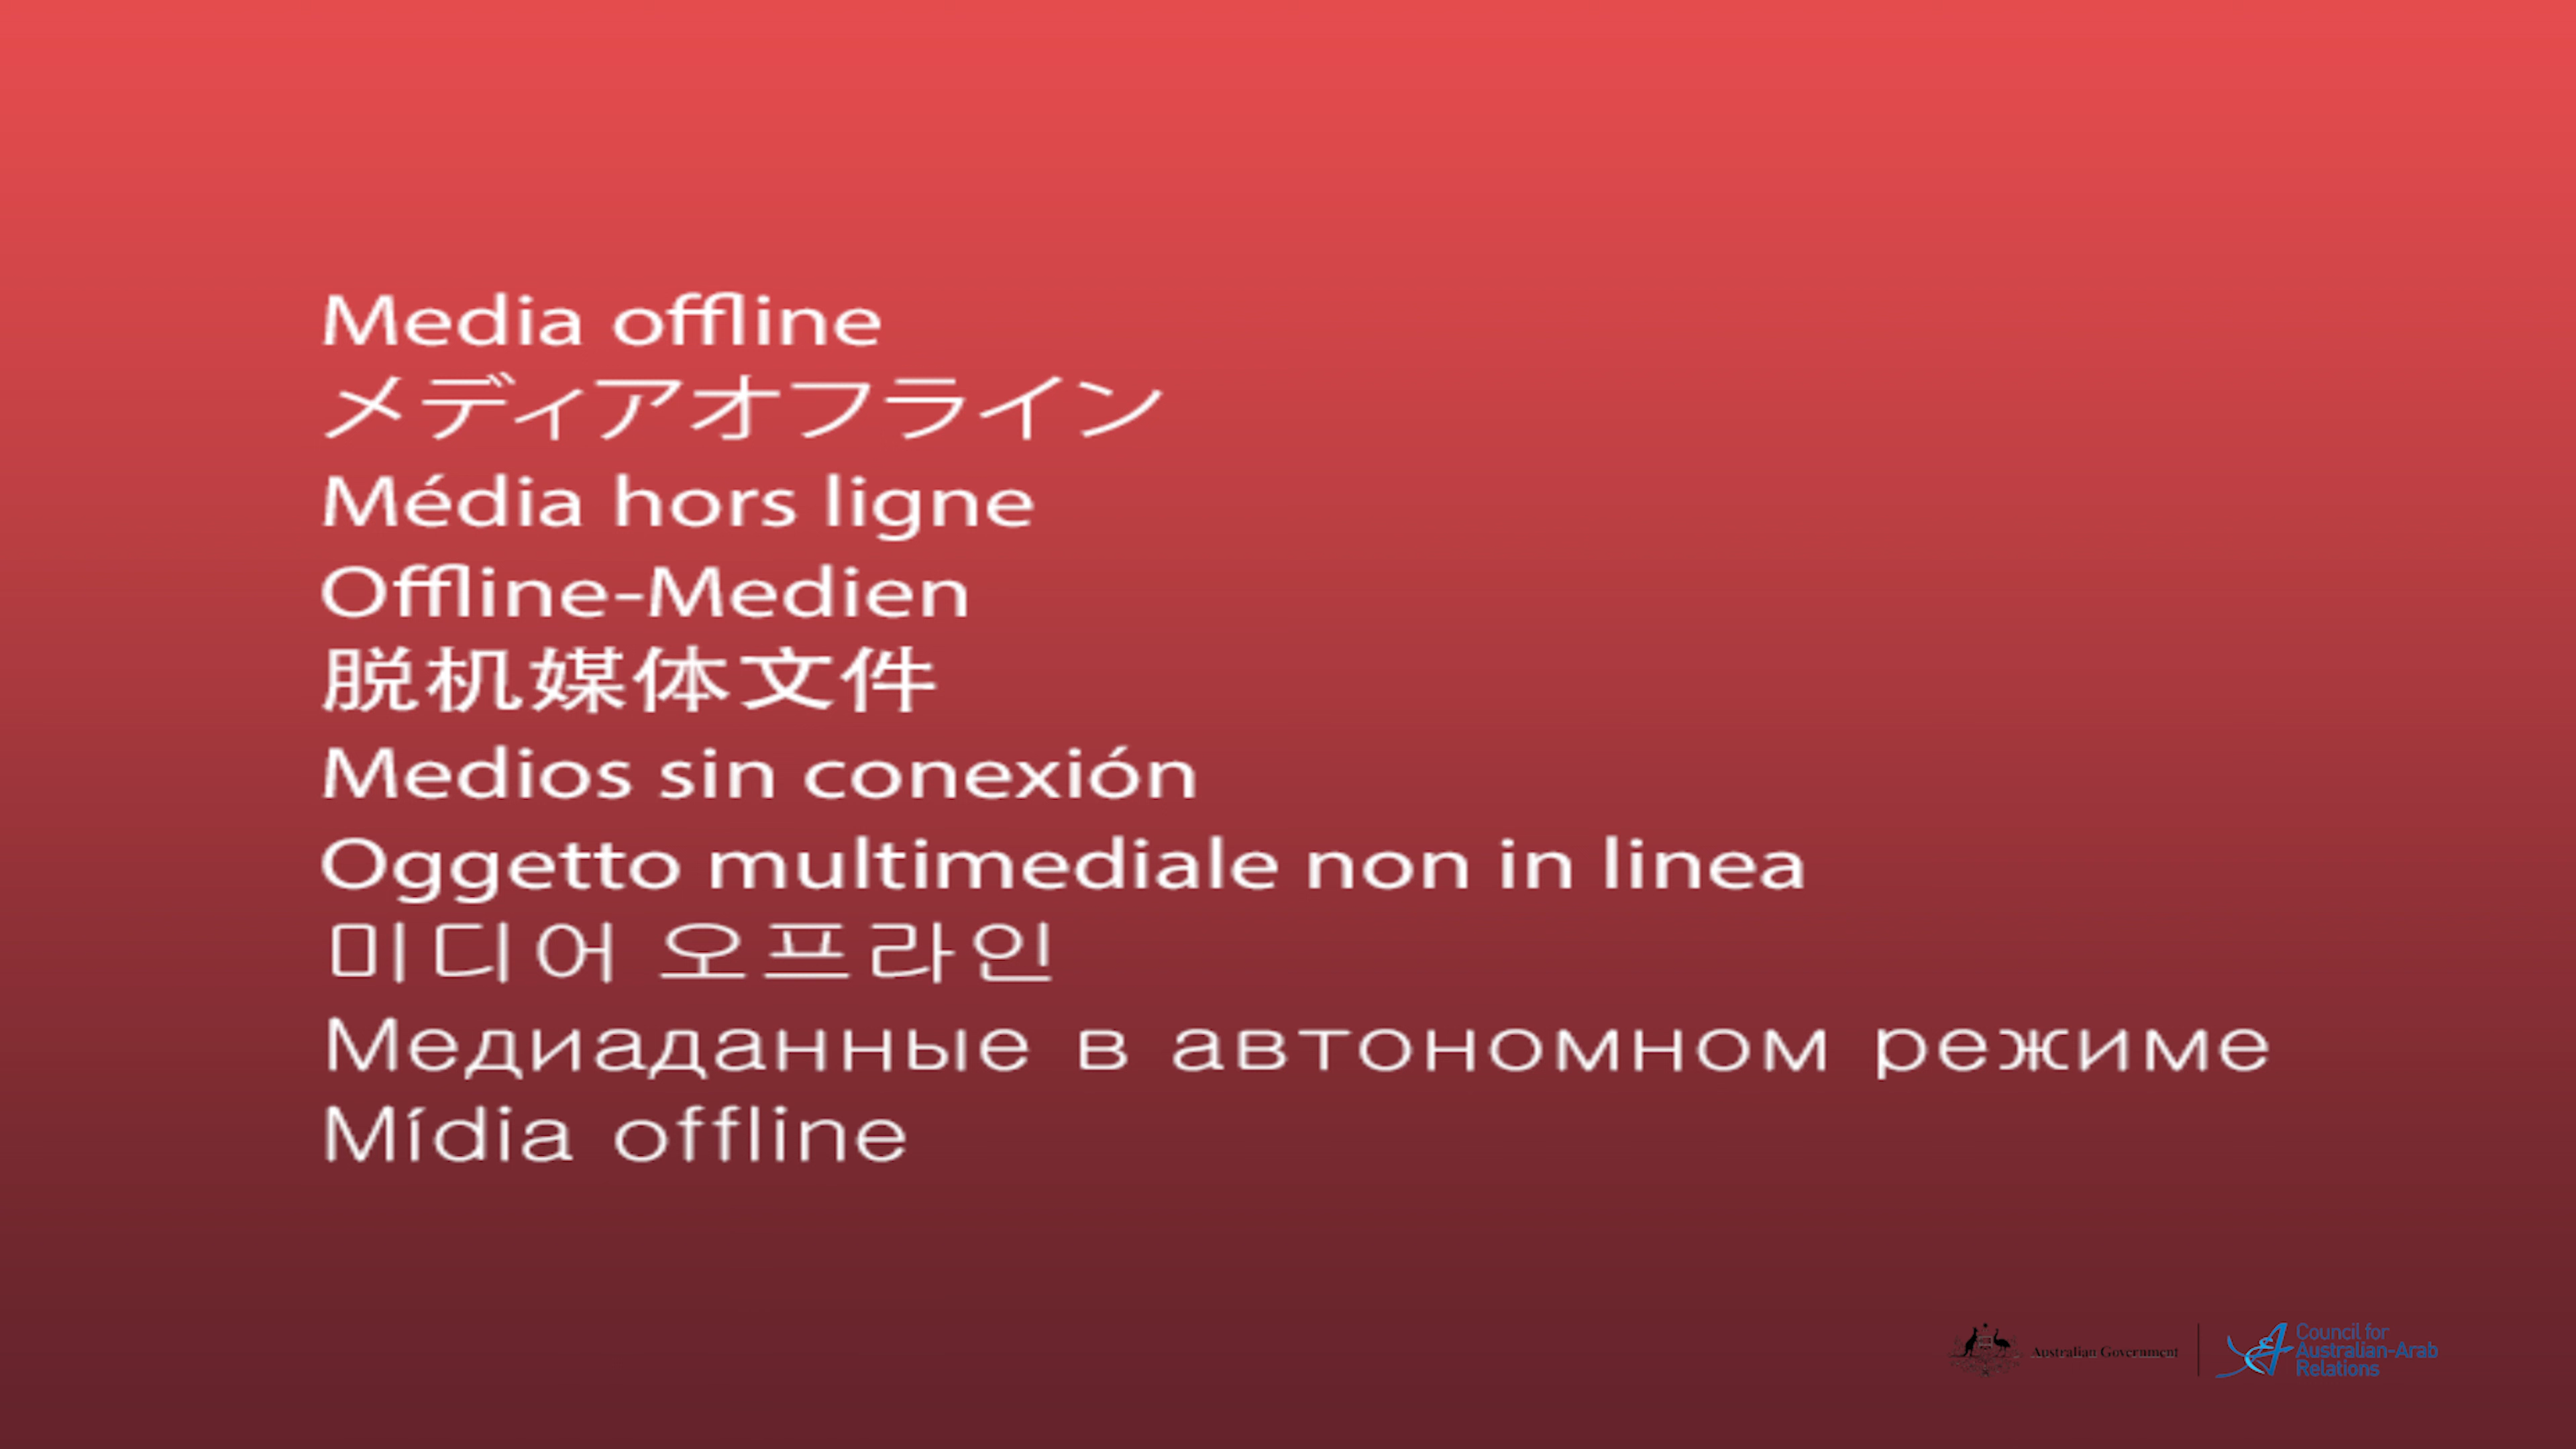 Media offline
メディアオフライン
Média hors ligne
Offline-Medien
脱机媒体文件
Medios sin conexión
Oggetto multimediale non in linea
미디어 오프라인
Медиаданные в автономном режиме
Mídia offline
Australian Government
Council for
Australian-Arab
Relations